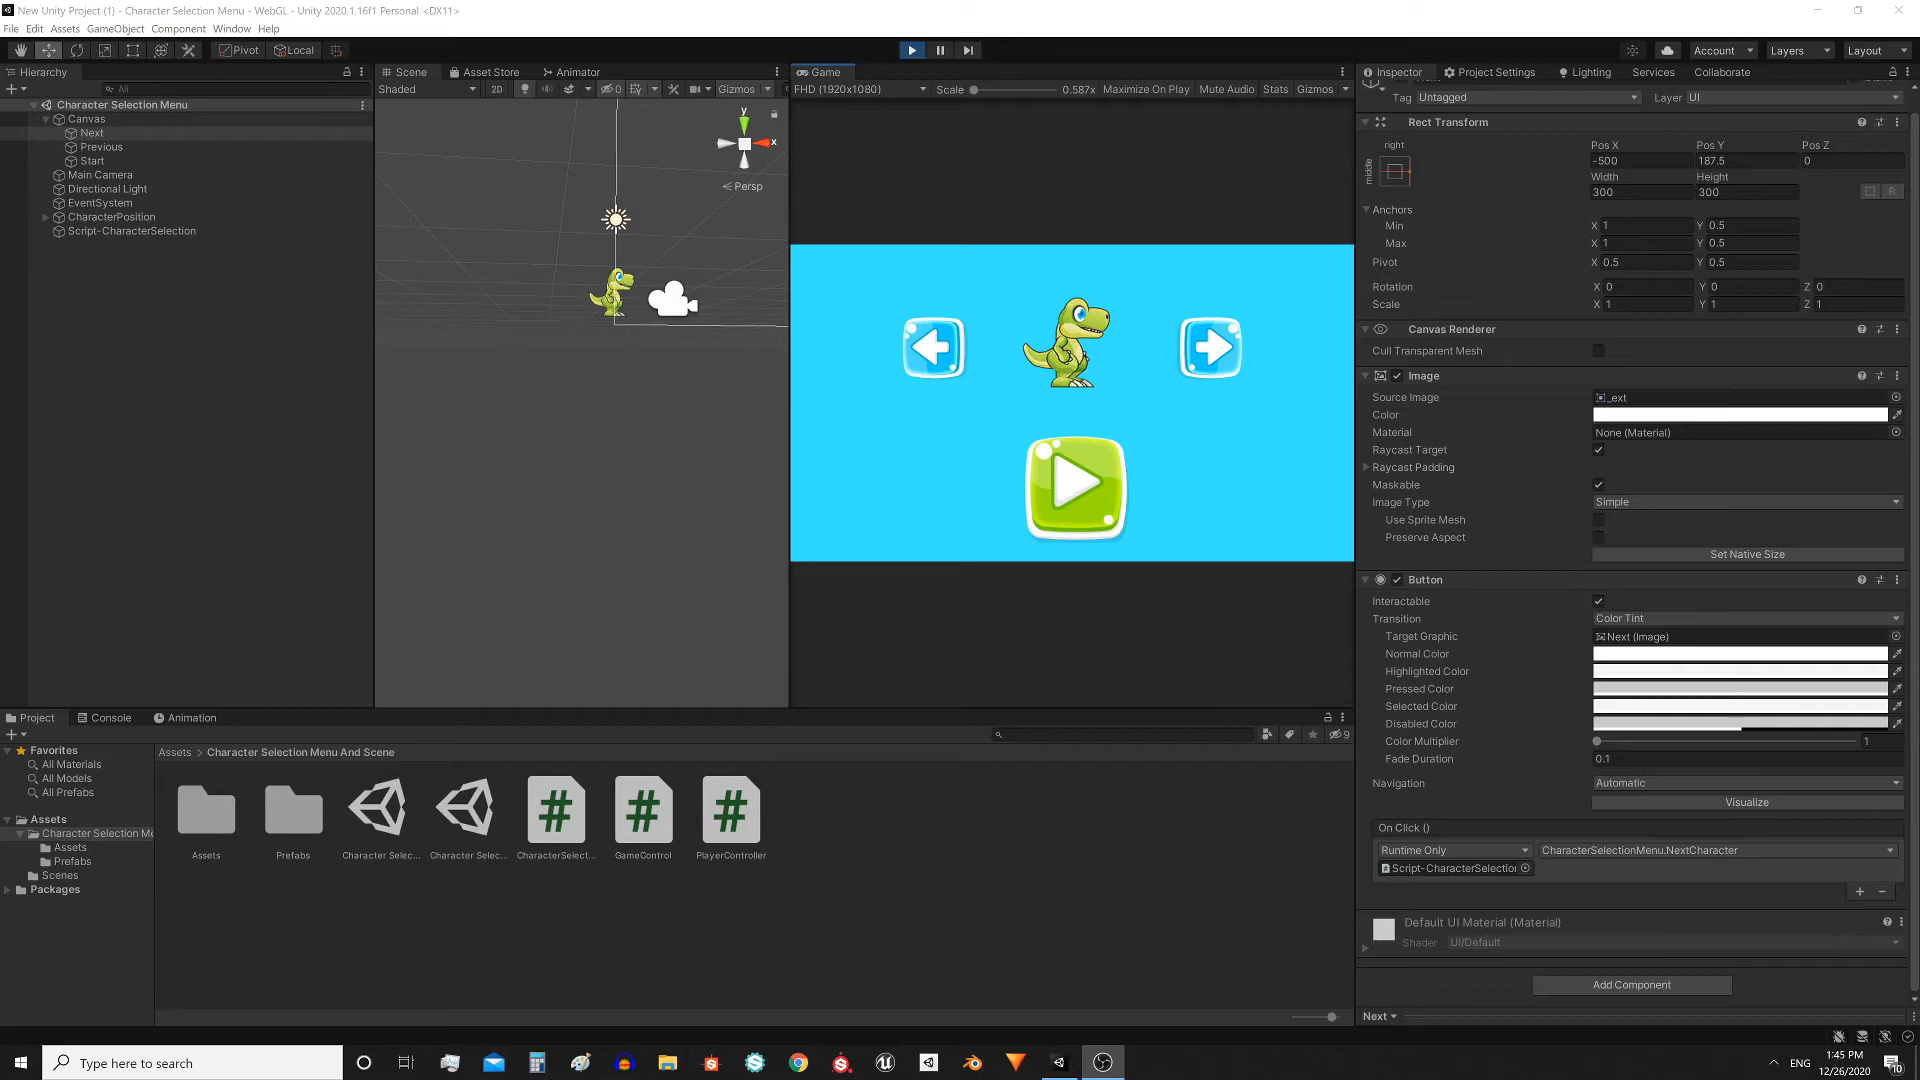 New Unity Project (1) - Character Selection Menu - WebGL - Unity 2020.1.16f1 Personal <DX11>
File Edit Assets GameObject Component Window Help
Pivot Local Account Layers Layout
Hierarchy
All
Character Selection Menu
Canvas
Next
Previous
Start
Main Camera
Directional Light
EventSystem
CharacterPosition
Script-CharacterSelection
Scene Asset Store Animator
Shaded 2D 0 Gizmos
y
x
Persp
Game
FHD (1920x1080) Scale 0.587x Maximize On Play Mute Audio Stats Gizmos
Inspector Project Settings Lighting Services Collaborate
Tag Untagged Layer UI
Rect Transform
right Pos X Pos Y Pos Z
middle -500 187.5 0
Width Height
300 300 R
Anchors
Min X 1 Y 0.5
Max X 1 Y 0.5
Pivot X 0.5 Y 0.5
Rotation X 0 Y 0 Z 0
Scale X 1 Y 1 Z 1
Canvas Renderer
Cull Transparent Mesh
Image
Source Image _ext
Color
Material None (Material)
Raycast Target
Raycast Padding
Maskable
Image Type Simple
Use Sprite Mesh
Preserve Aspect
Set Native Size
Button
Interactable
Transition Color Tint
Target Graphic Next (Image)
Normal Color
Highlighted Color
Pressed Color
Selected Color
Disabled Color
Color Multiplier 1
Fade Duration 0.1
Navigation Automatic
Visualize
On Click ()
Runtime Only CharacterSelectionMenu.NextCharacter
Script-CharacterSelection
Default UI Material (Material)
Shader UI/Default
Add Component
Next
Project Console Animation
9
Favorites
All Materials
All Models
All Prefabs
Assets
Character Selection Me
Assets
Prefabs
Scenes
Packages
Assets > Character Selection Menu And Scene
Assets Prefabs Character Selec... Character Selec... CharacterSelect... GameControl PlayerController
Type here to search
ENG
1:45 PM
12/26/2020
10